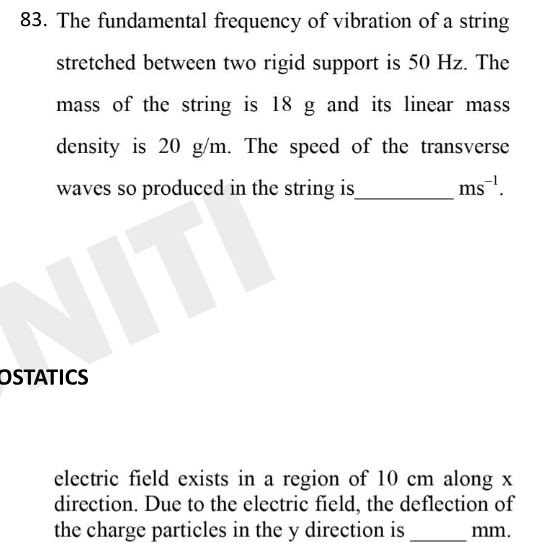 83. The fundamental frequency of vibration of a string
stretched between two rigid support is 50 Hz. The
mass of the string is 18 g and its linear mass
density is 20 g/m. The speed of the transverse
waves so produced in the string is__________ ms⁻¹.
NITI
OSTATICS
electric field exists in a region of 10 cm along x
direction. Due to the electric field, the deflection of
the charge particles in the y direction is ______ mm.